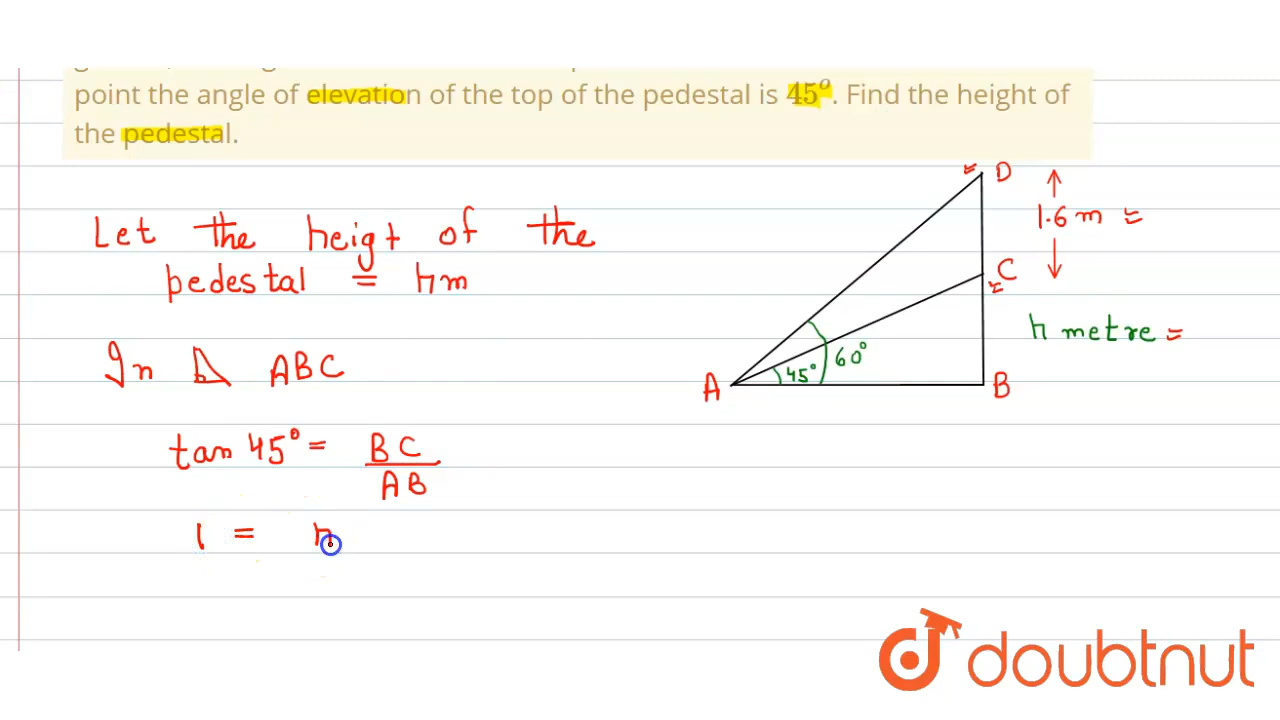 point the angle of elevation of the top of the pedestal is 45°. Find the height of
the pedestal.
Let the heigt of the
pedestal = hm
In ABC
tan 45° = BC
AB
1 = h
D
1.6 m =
C
h metre =
60°
45°
A
B
doubtnut